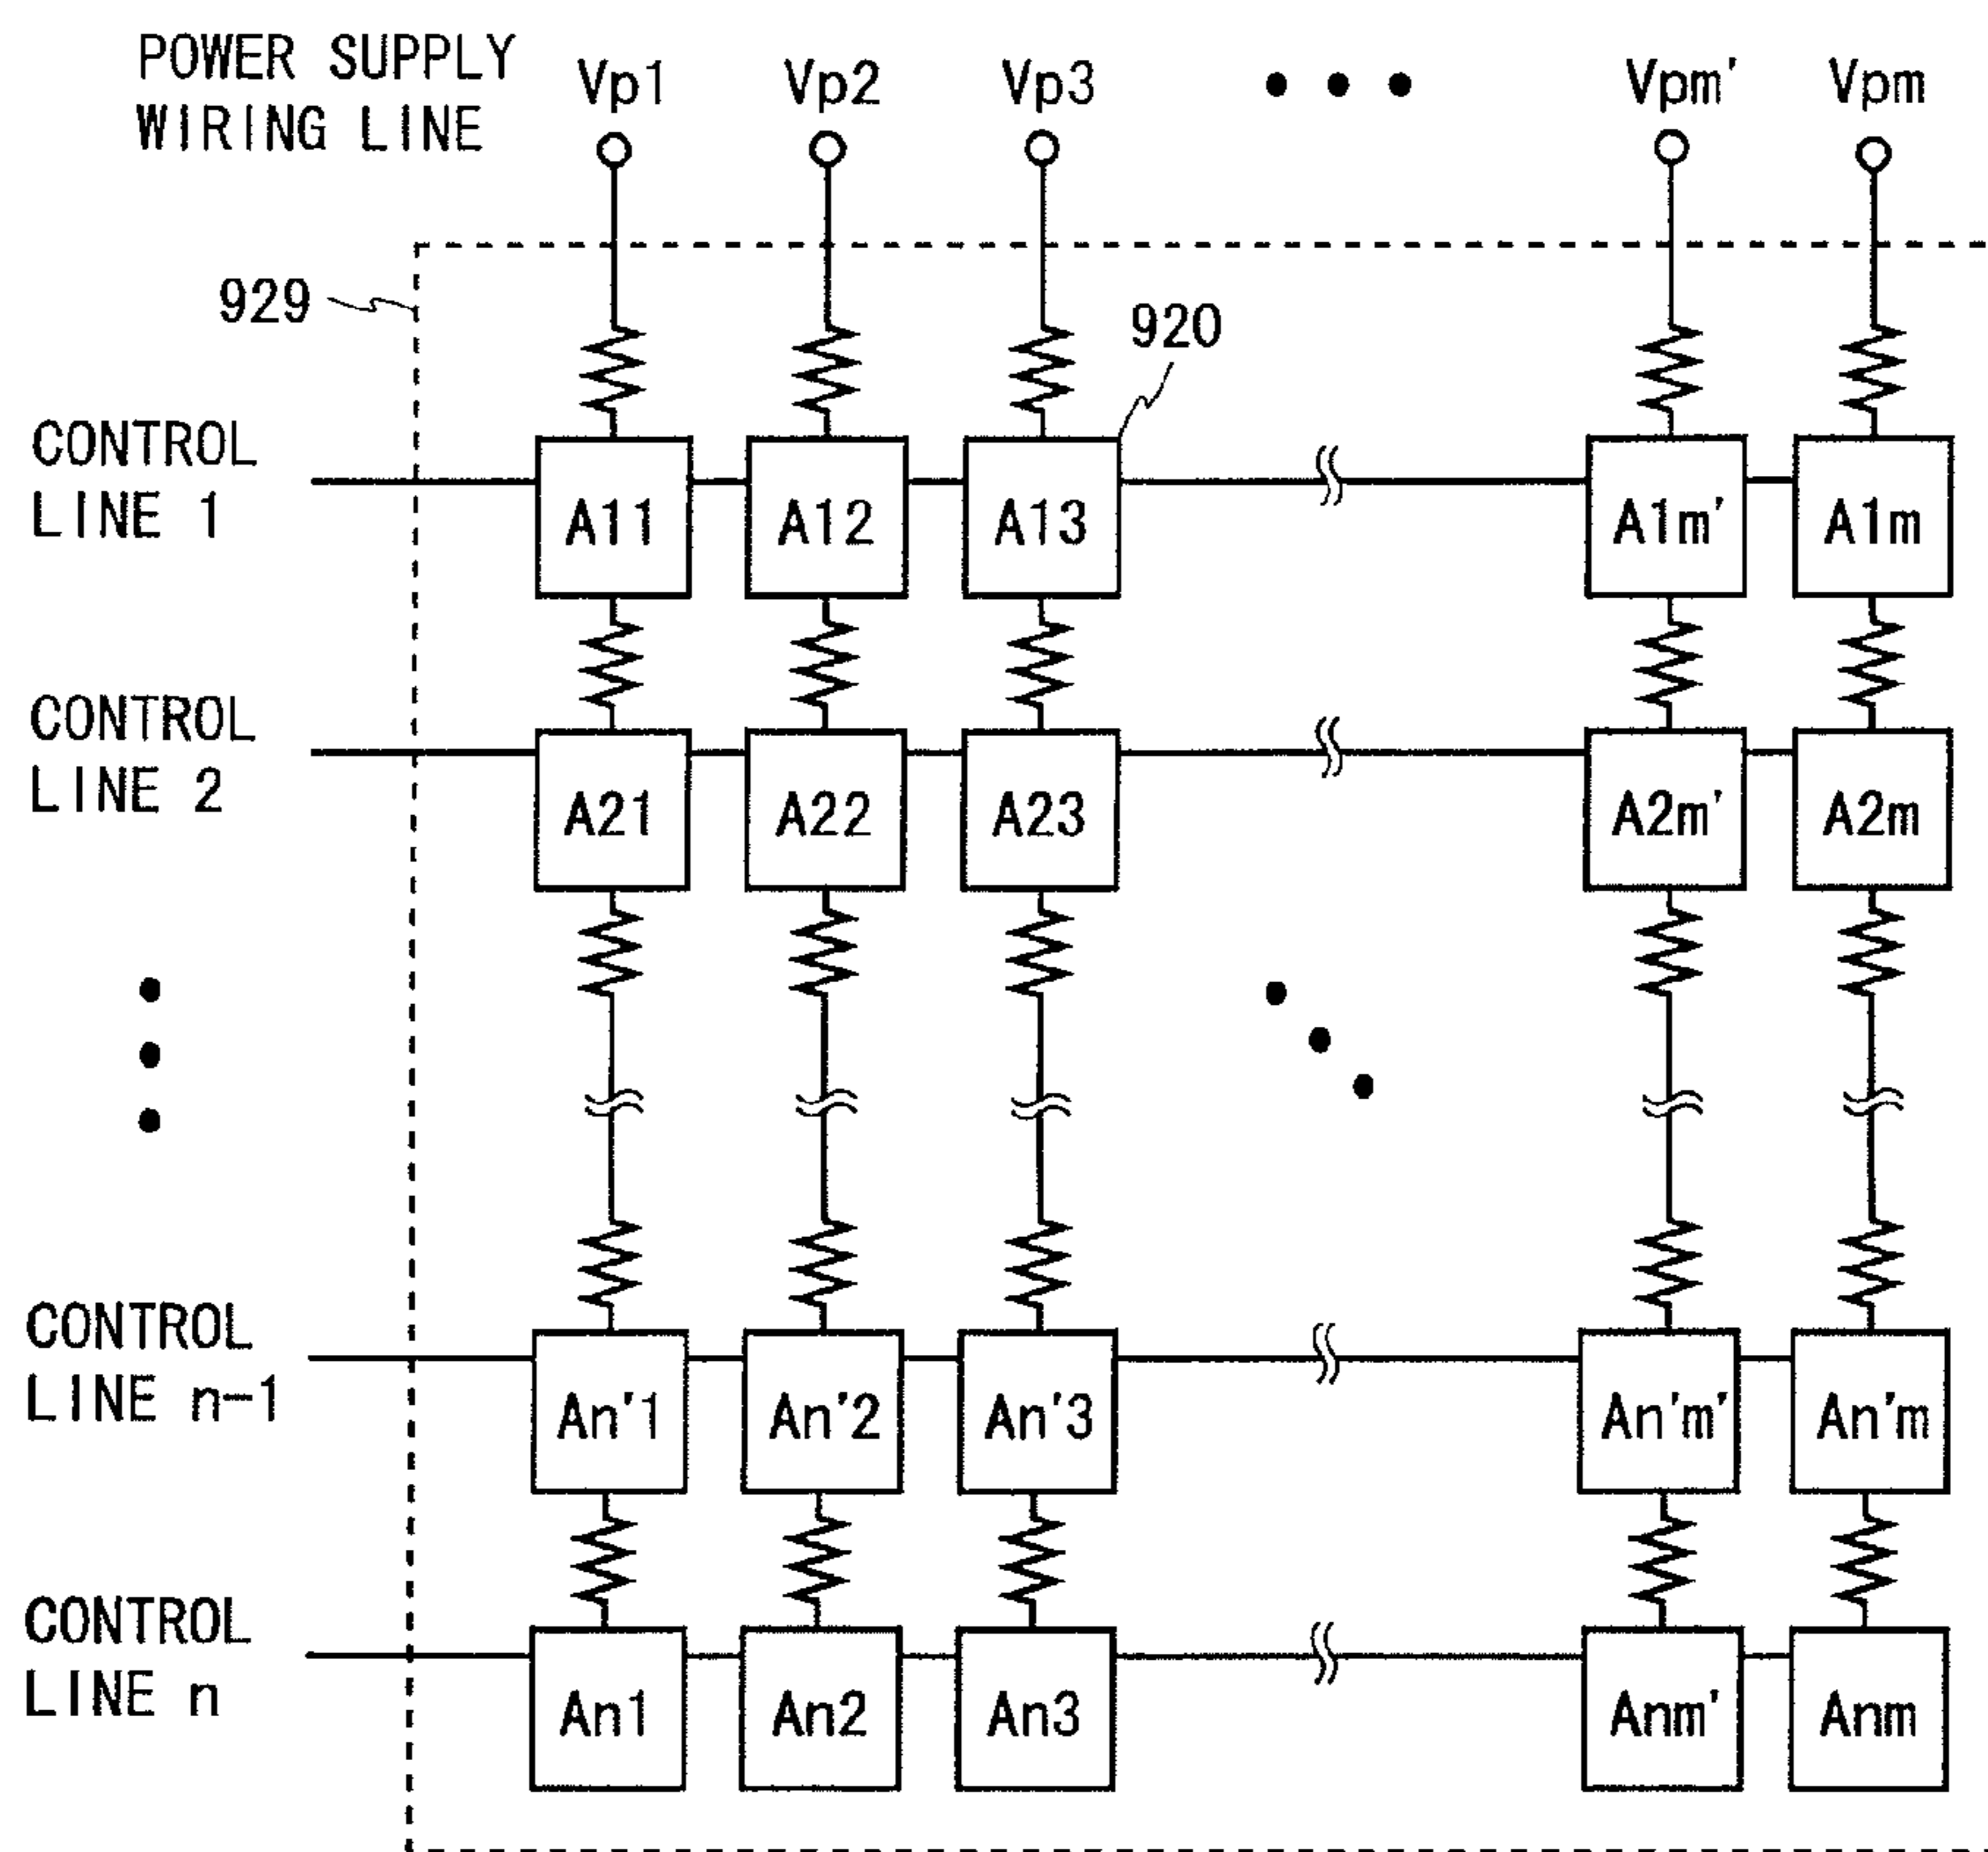 POWER SUPPLY
WIRING LINE
Vp1 Vp2 Vp3 Vpm' Vpm
929
920
CONTROL
LINE 1
A11 A12 A13 A1m' A1m
CONTROL
LINE 2
A21 A22 A23 A2m' A2m
CONTROL
LINE n-1
An'1 An'2 An'3 An'm' An'm
CONTROL
LINE n
An1 An2 An3 Anm' Anm